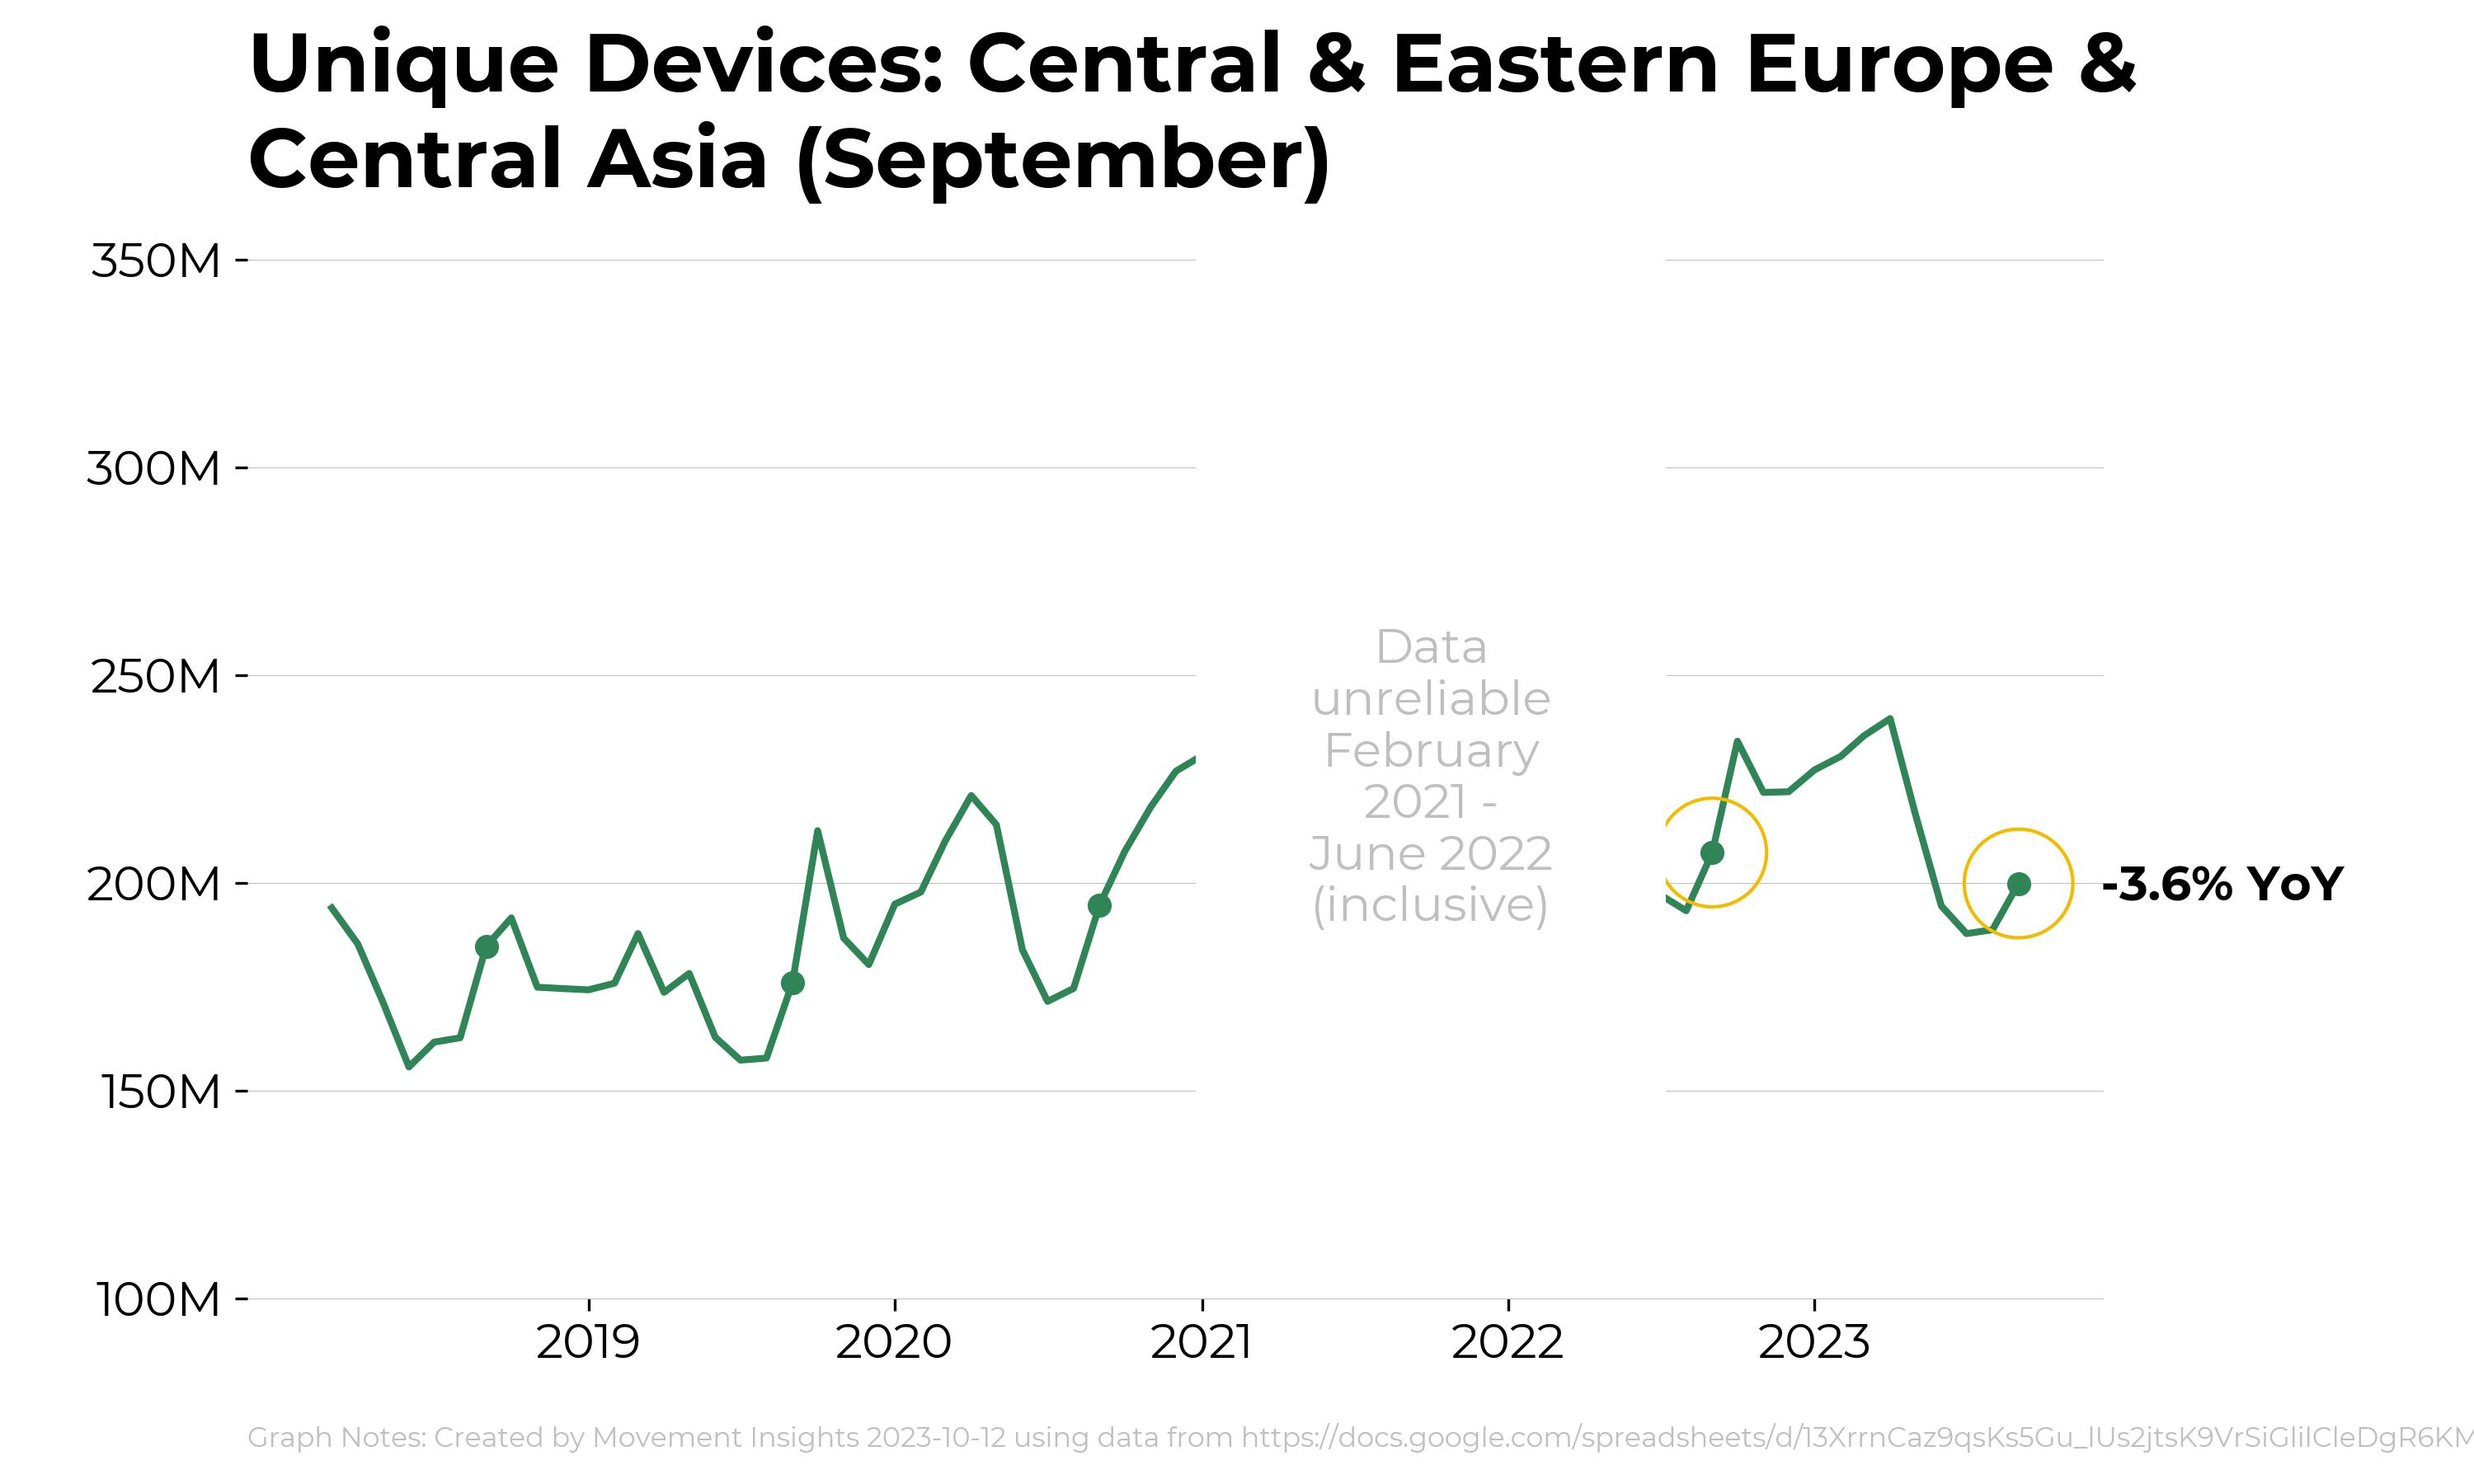 Unique Devices: Central & Eastern Europe &
Central Asia (September)
350M
300M
250M
200M
150M
100M
Data
unreliable
February
2021 -
June 2022
(inclusive)
-3.6% YoY
2019
2020
2021
2022
2023
Graph Notes: Created by Movement Insights 2023-10-12 using data from https://docs.google.com/spreadsheets/d/13XrrnCaz9qsKs5Gu_lUs2jtsK9VrSiGlilCleDgR6KM